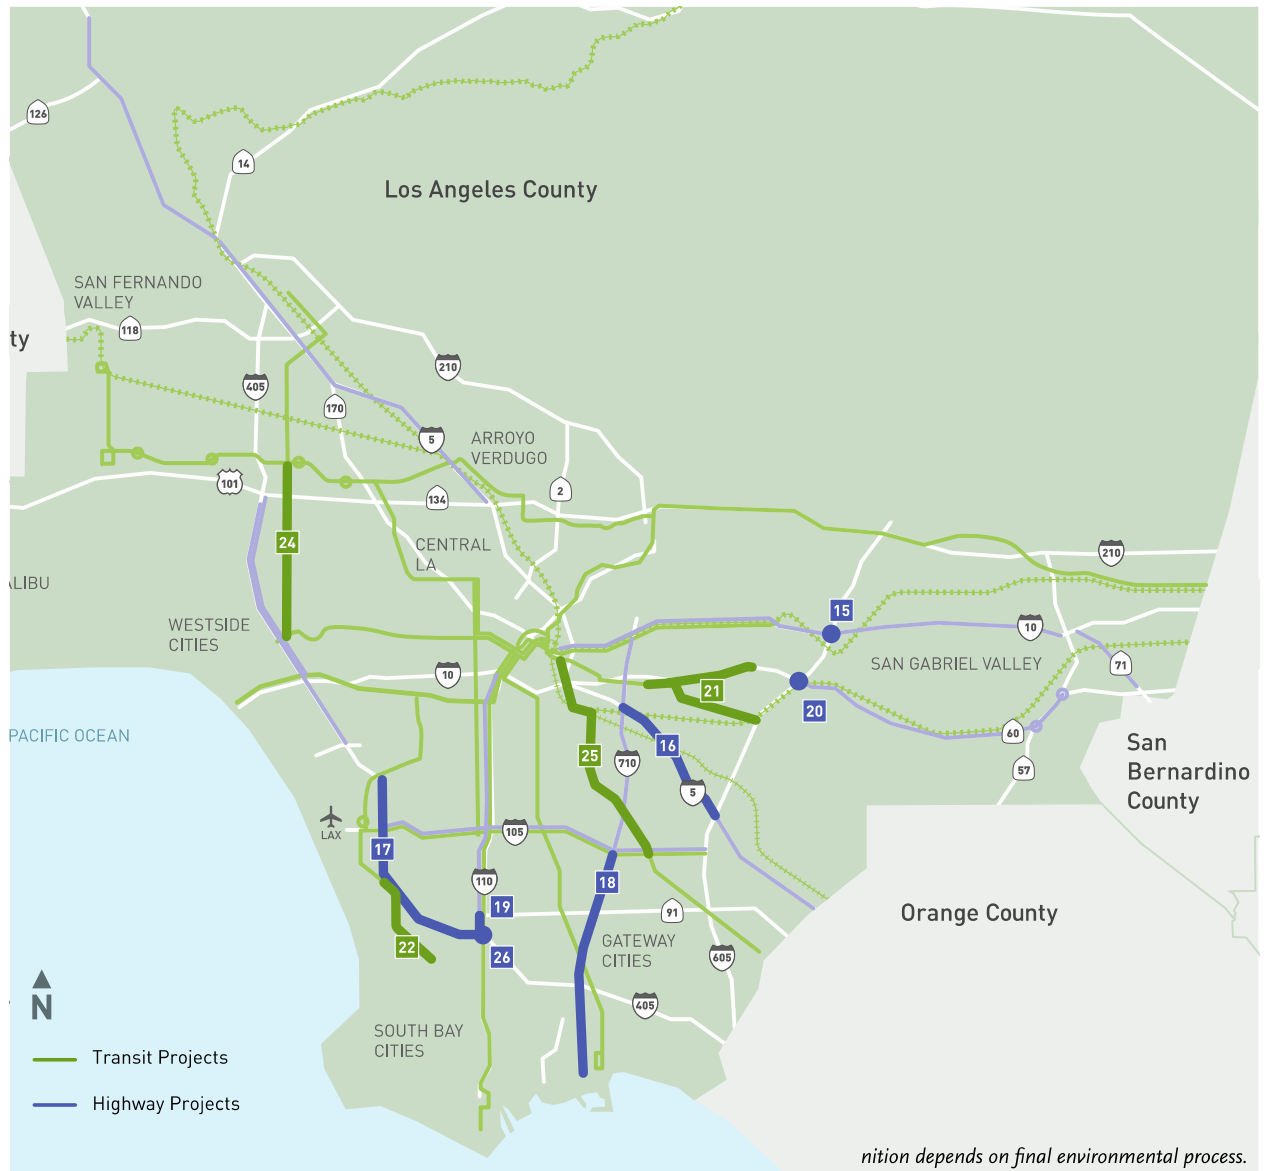 126
14
Los Angeles County
SAN FERNANDO
VALLEY
118
ty
210
405
170
5
ARROYO
VERDUGO
101
134
2
24
CENTRAL
LA
210
ALIBU
15
WESTSIDE
CITIES
10
10
SAN GABRIEL VALLEY
71
21
20
PACIFIC OCEAN
16
60
San
Bernardino
County
25
710
57
5
LAX
105
17
110
18
19
91
Orange County
22
26
GATEWAY
CITIES
605
N
405
SOUTH BAY
CITIES
Transit Projects
Highway Projects
nition depends on final environmental process.